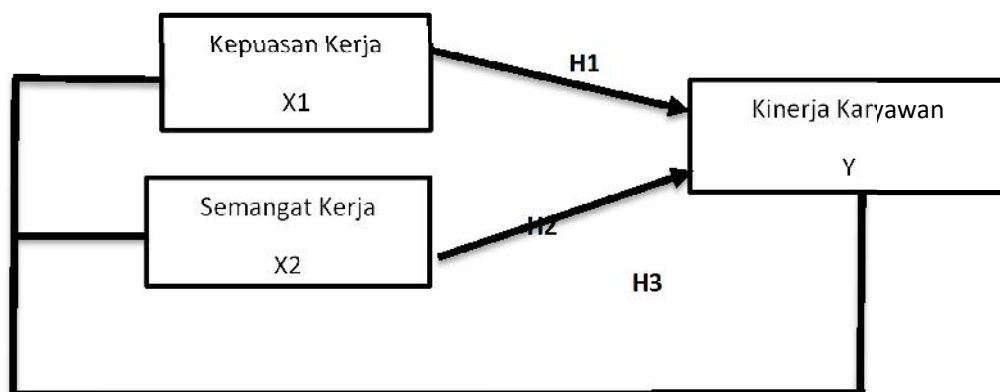 Kepuasan Kerja
X1
H1
Kinerja Karyawan
Y
Semangat Kerja
X2
H2
H3